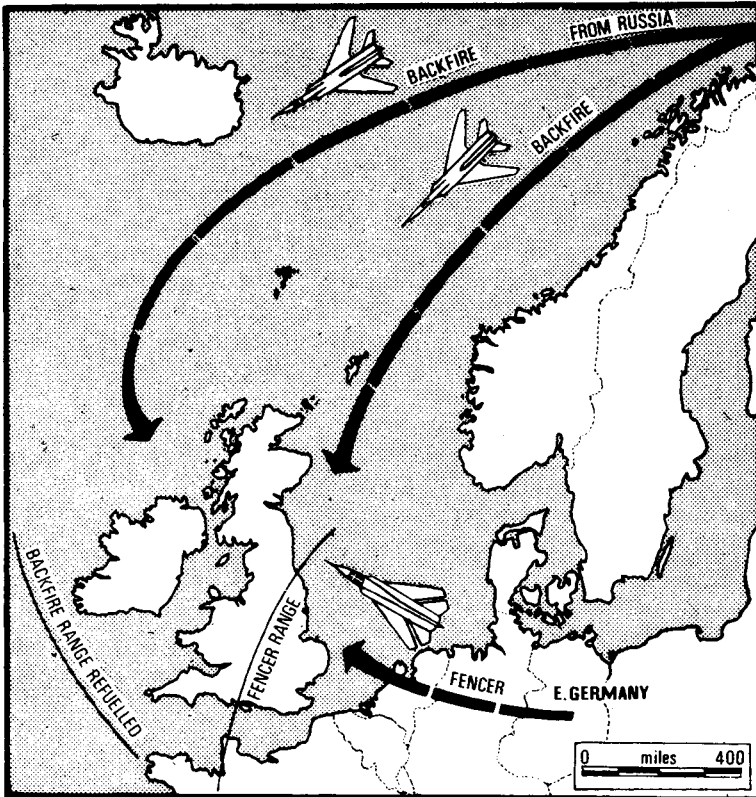 FROM RUSSIA
BACKFIRE
BACKFIRE
BACKFIRE RANGE REFUELLED
FENCER RANGE
FENCER
E. GERMANY
0 miles 400